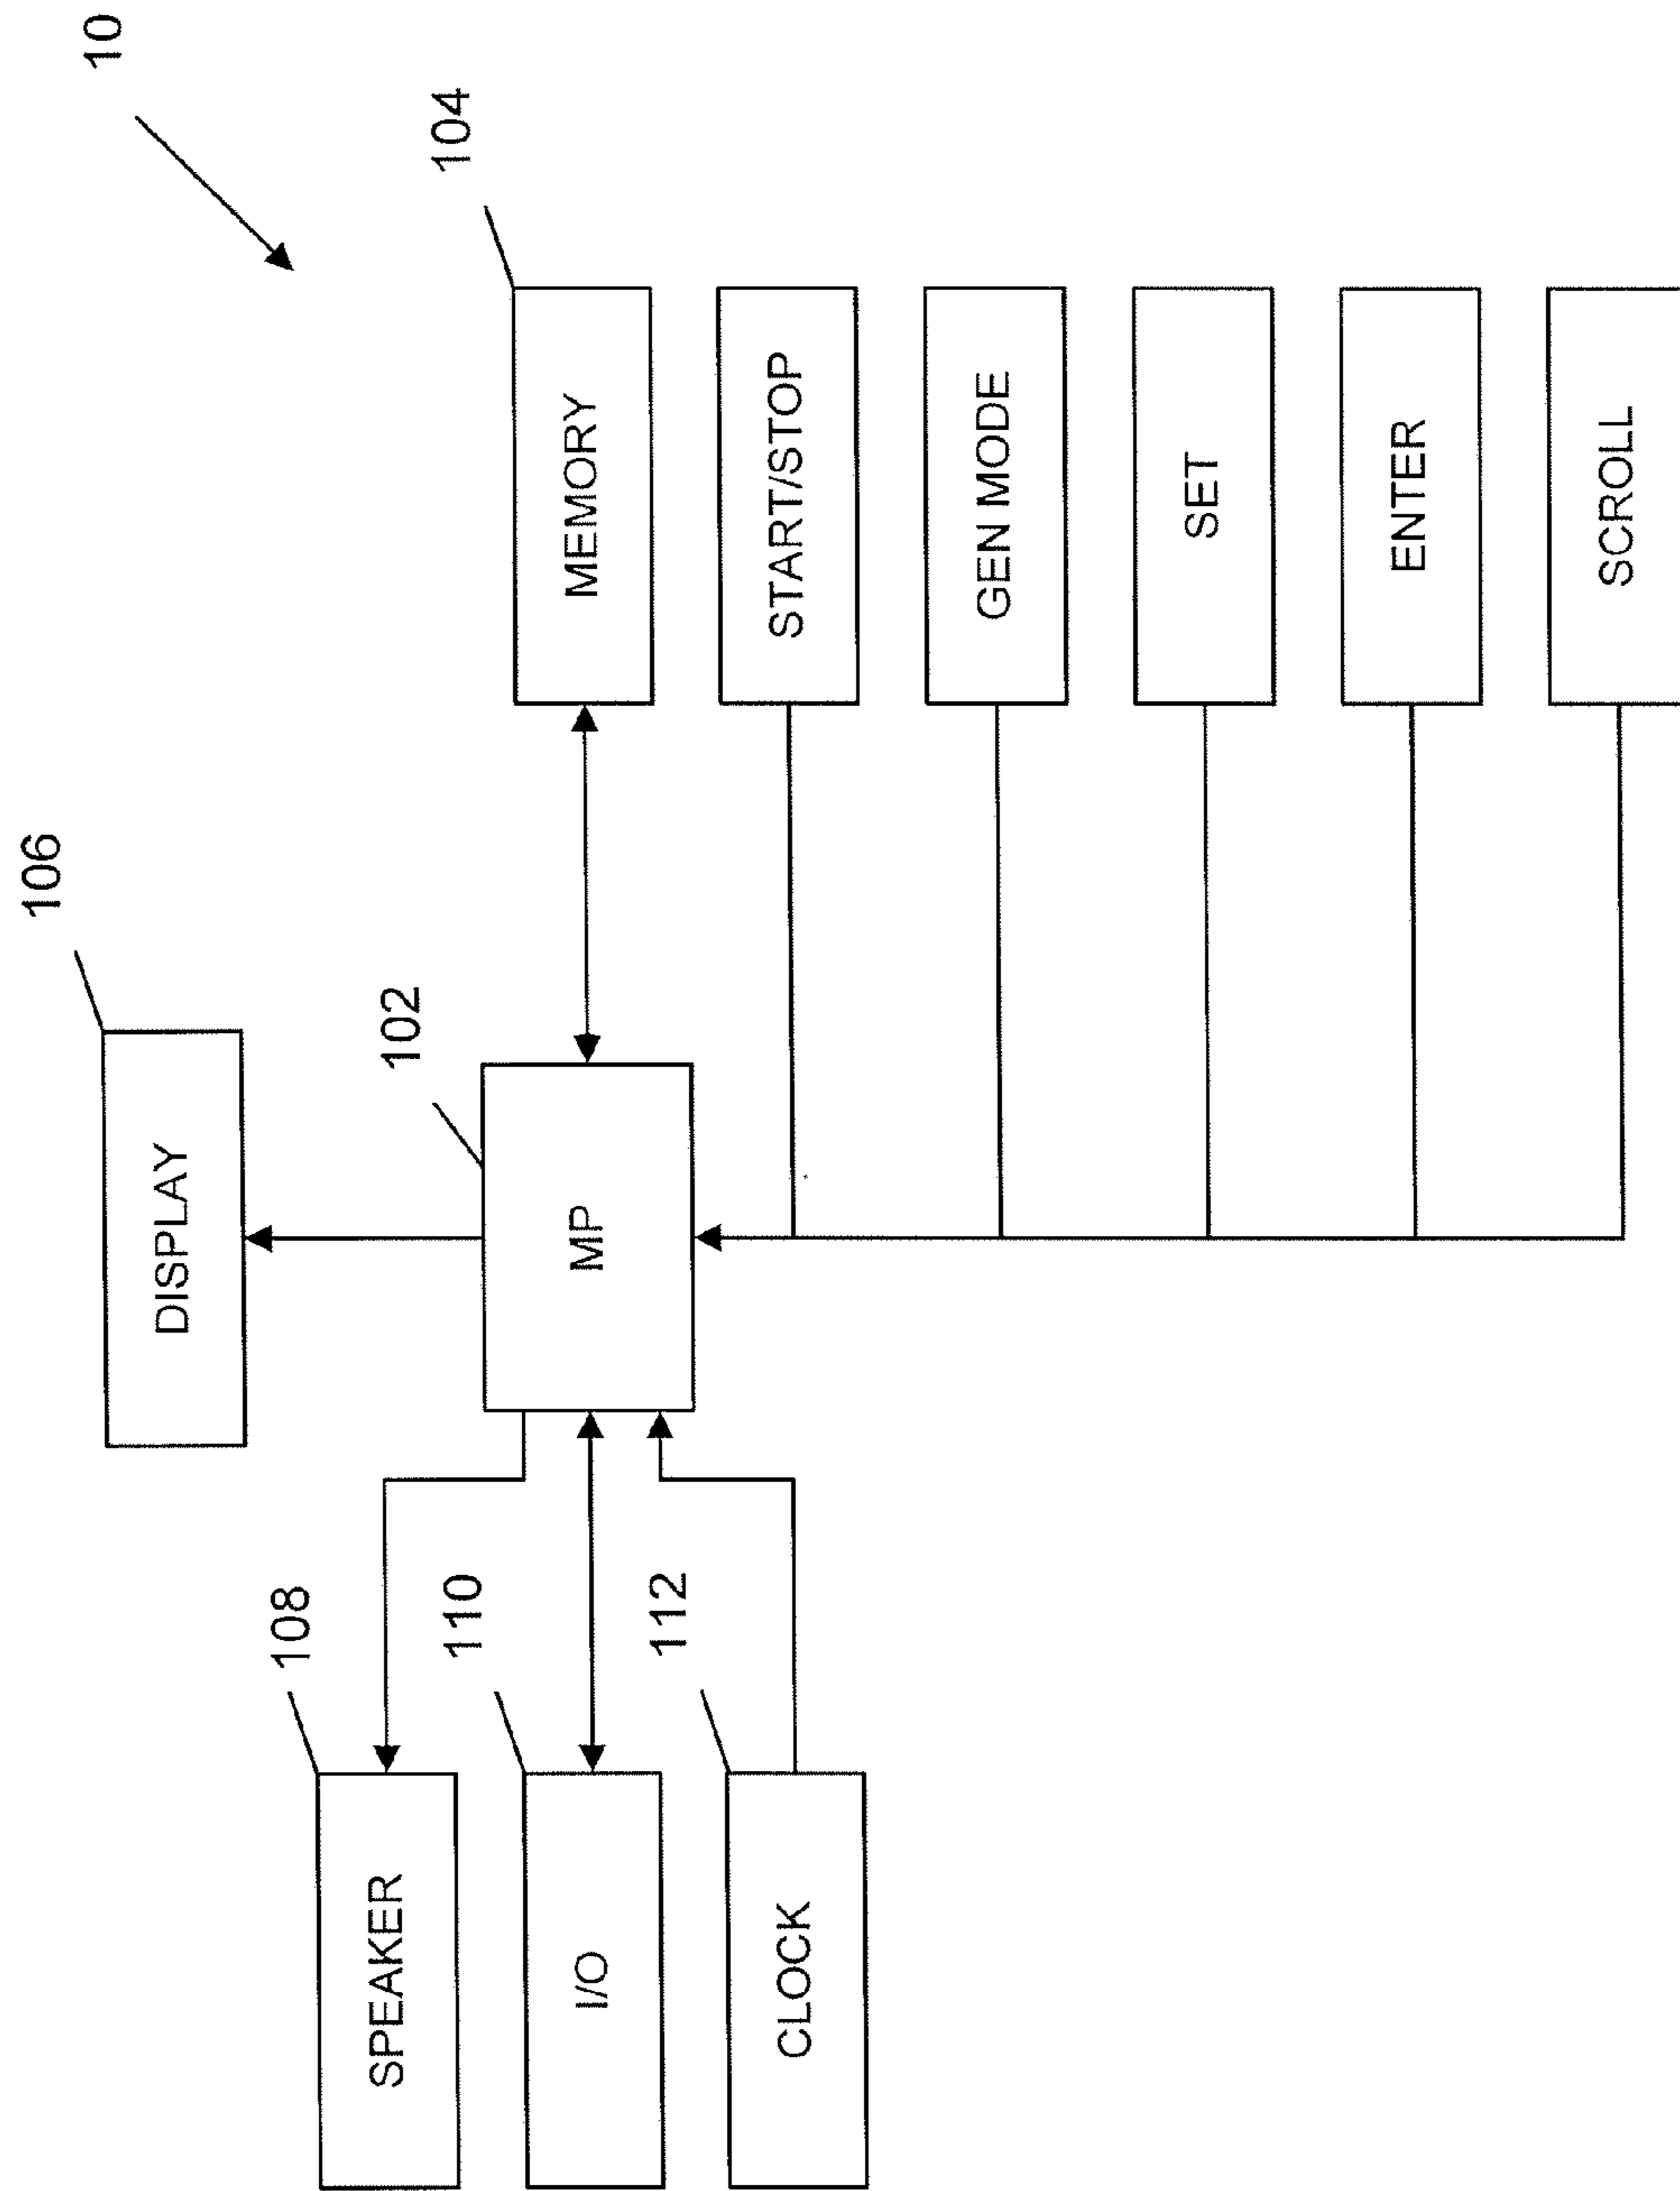 10
106
DISPLAY
104
102
MEMORY
108
SPEAKER
MP
START/STOP
110
I/O
GEN MODE
112
CLOCK
SET
ENTER
SCROLL